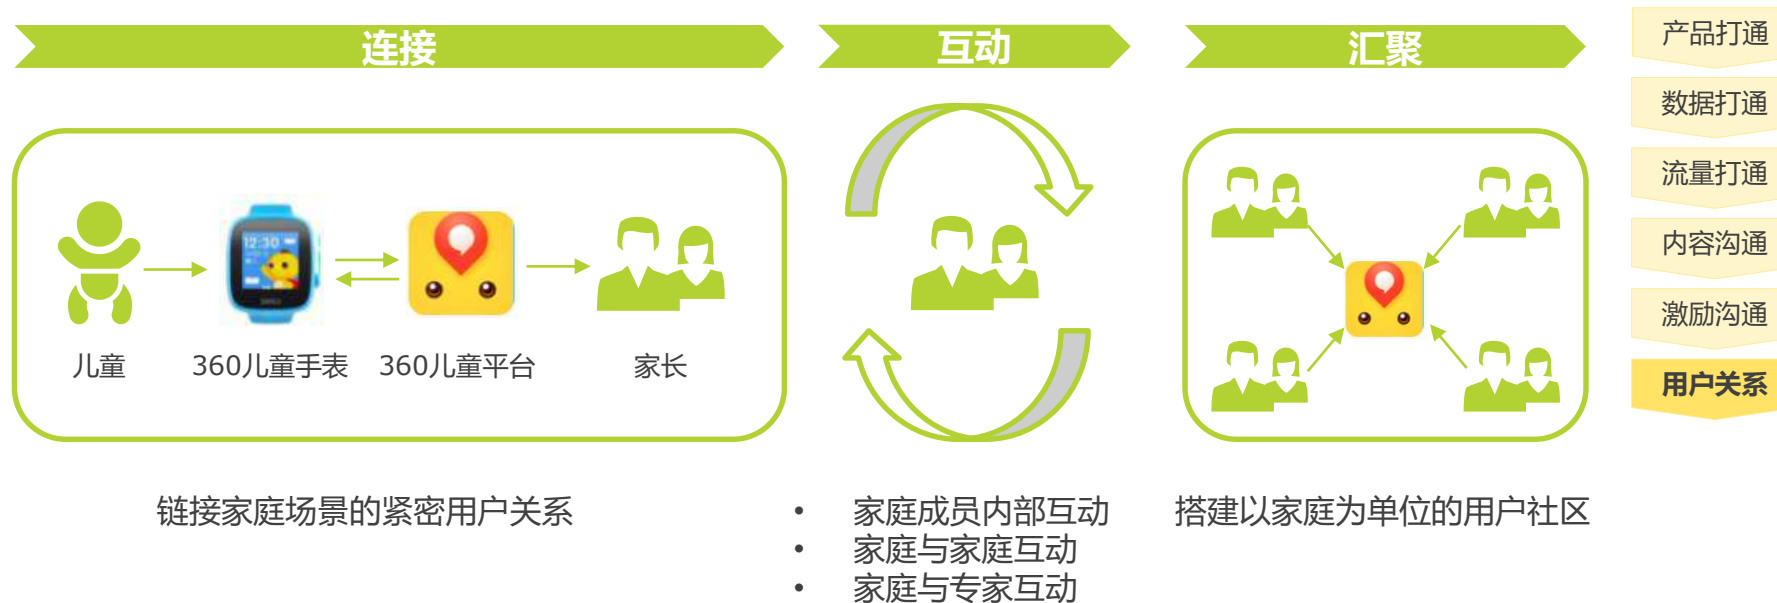 连接
互动
汇聚
产品打通
数据打通
流量打通
内容沟通
激励沟通
用户关系
12:30
儿童
360儿童手表
360儿童平台
家长
链接家庭场景的紧密用户关系
• 家庭成员内部互动
• 家庭与家庭互动
• 家庭与专家互动
搭建以家庭为单位的用户社区